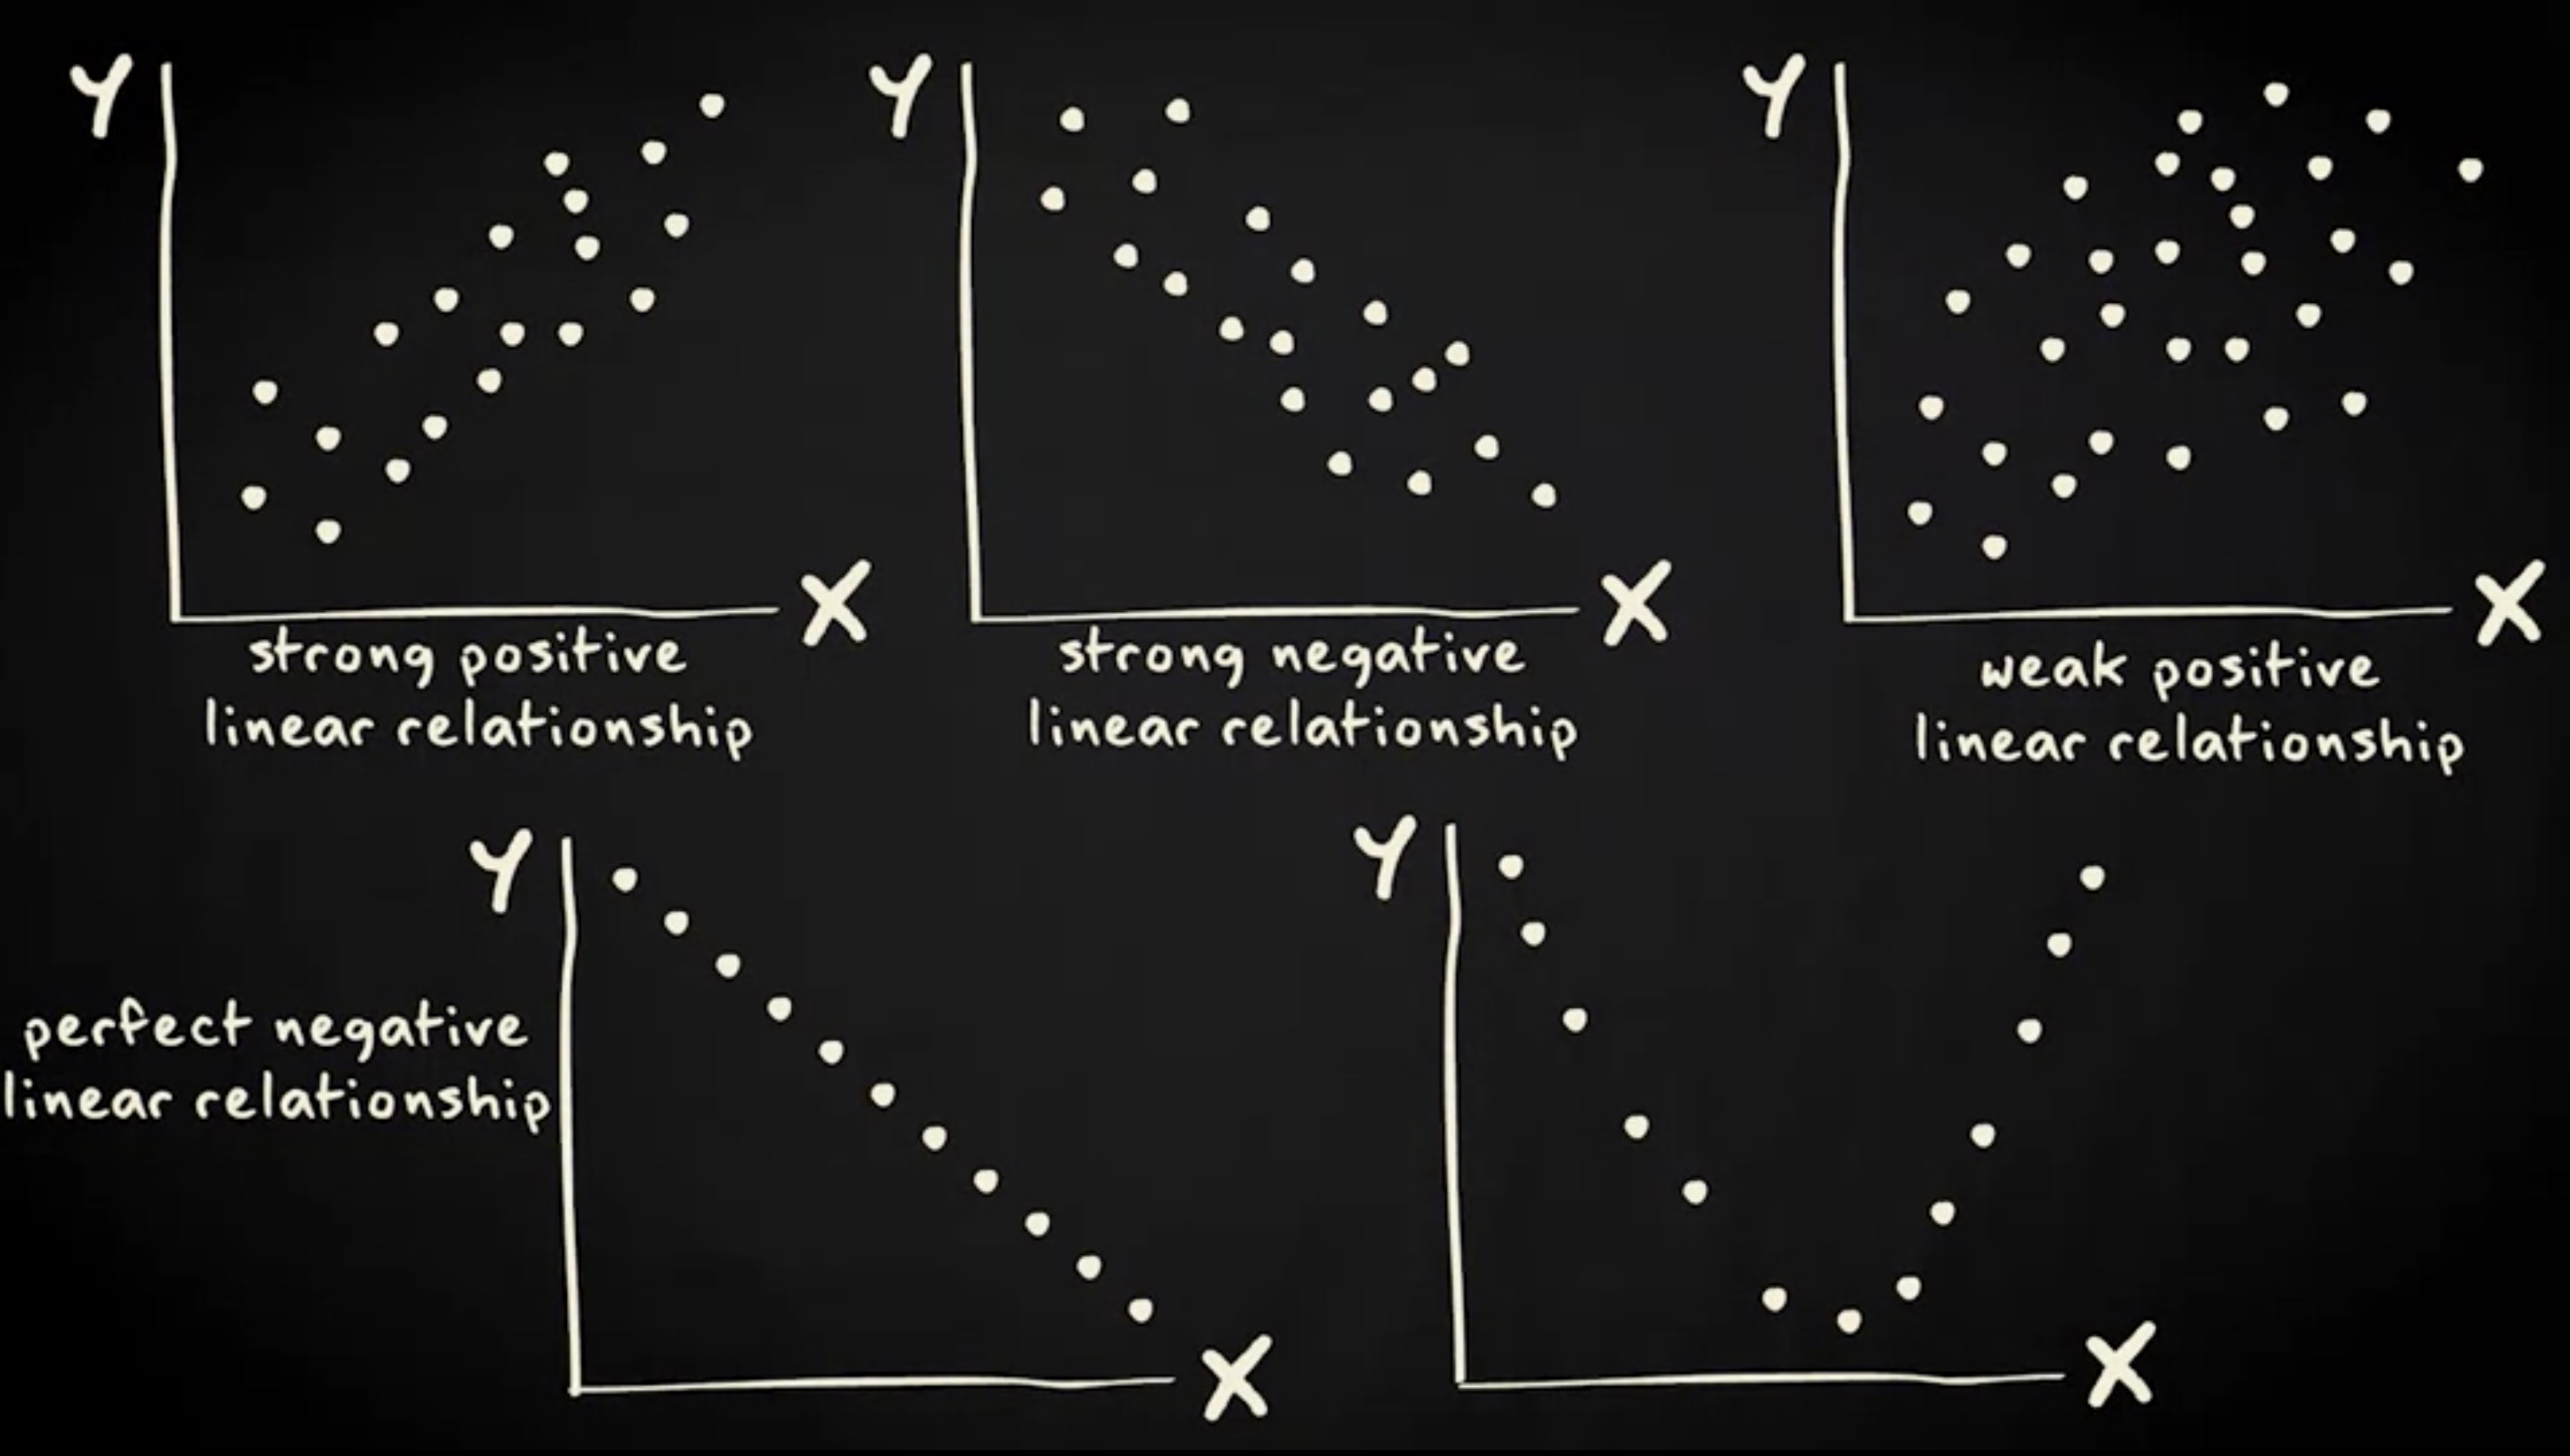 Y
Y
Y
X
X
X
strong positive
linear relationship
strong negative
linear relationship
weak positive
linear relationship
Y
Y
perfect negative
linear relationship
X
X